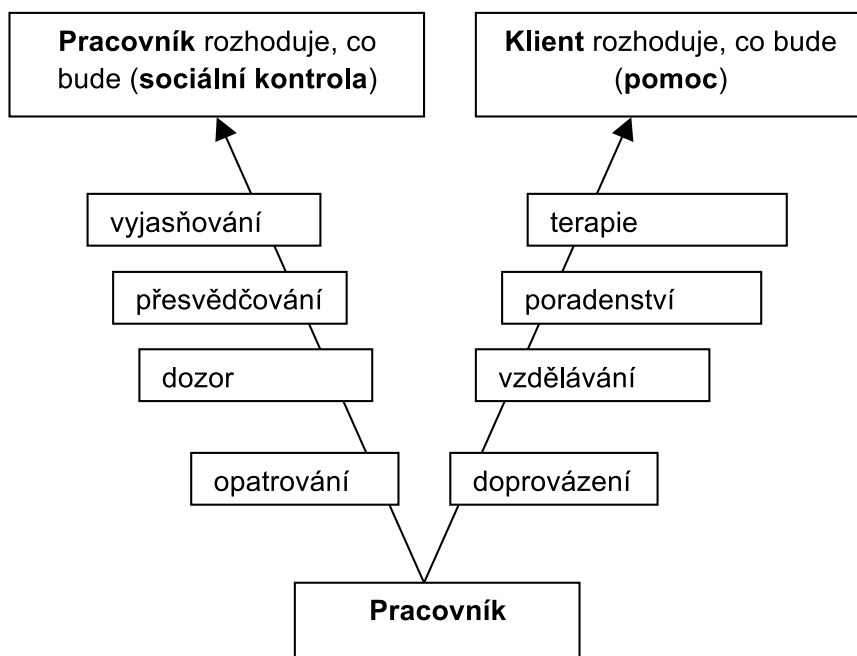 Pracovník rozhoduje, co
bude (sociální kontrola)
Klient rozhoduje, co bude
(pomoc)
vyjasňování
terapie
přesvědčování
poradenství
dozor
vzdělávání
opatrování
doprovázení
Pracovník